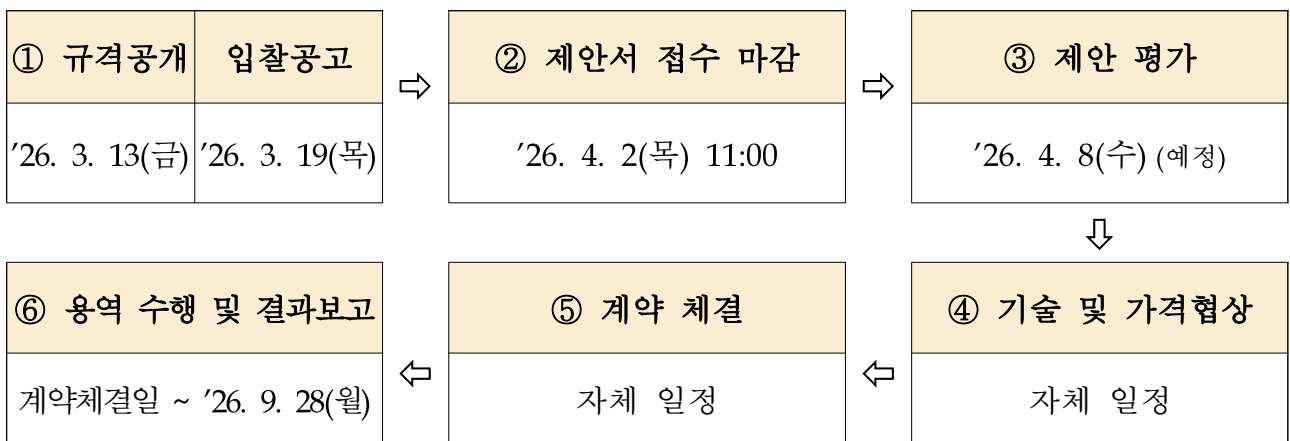 ① 규격공개 입찰공고
’26. 3. 13(금) ’26. 3. 19(목)
② 제안서 접수 마감
’26. 4. 2(목) 11:00
③ 제안 평가
’26. 4. 8(수) (예정)
④ 기술 및 가격협상
자체 일정
⑤ 계약 체결
자체 일정
⑥ 용역 수행 및 결과보고
계약체결일 ~ ’26. 9. 28(월)